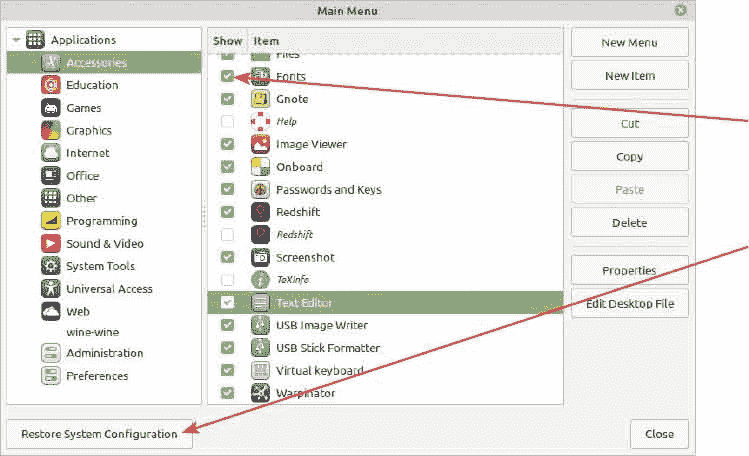 Main Menu
Applications
Accessories
Education
Games
Graphics
Internet
Office
Other
Programming
Sound & Video
System Tools
Universal Access
Web
wine-wine
Administration
Preferences
Show Item
Files
Fonts
Gnote
Help
Image Viewer
Onboard
Passwords and Keys
Redshift
Redshift
Screenshot
TeXInfo
Text Editor
USB Image Writer
USB Stick Formatter
Virtual keyboard
Warpinator
New Menu
New Item
Cut
Copy
Paste
Delete
Properties
Edit Desktop File
Restore System Configuration
Close